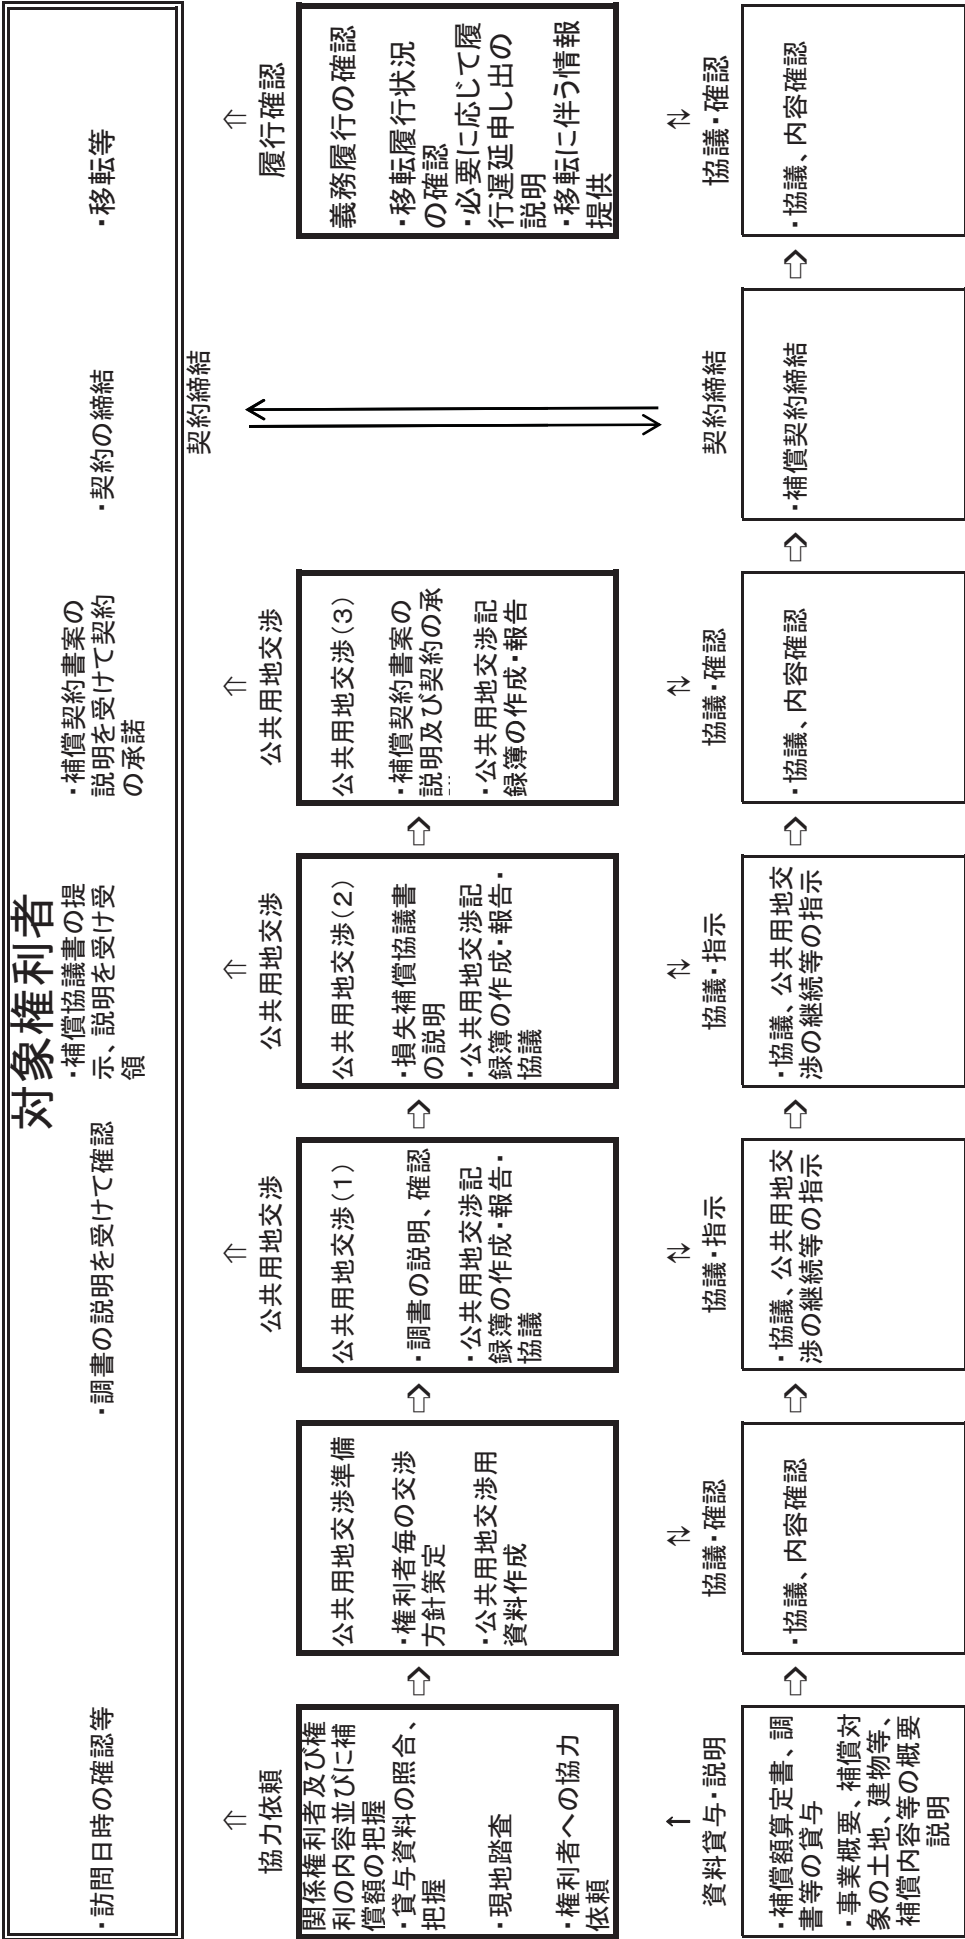 対象権利者
・訪問日時の確認等
・調書の説明を受けて確認
・補償協議書の提
示、説明を受け受
領
・補償契約書案の
説明を受けて契約
の承諾
・契約の締結
・移転等
⇑
協力依頼
⇑
公共用地交渉
⇑
公共用地交渉
⇑
公共用地交渉
契約締結
⇑
履行確認
関係権利者及び権
利の内容並びに補
償額の把握
・貸与資料の照合、
把握
・現地踏査
・権利者への協力
依頼
⇨
公共用地交渉準備
・権利者毎の交渉
方針策定
・公共用地交渉用
資料作成
⇨
公共用地交渉(1)
・調書の説明、確認
・公共用地交渉記
録簿の作成・報告・
協議
⇨
公共用地交渉(2)
・損失補償協議書
の説明
・公共用地交渉記
録簿の作成・報告・
協議
⇨
公共用地交渉(3)
・補償契約書案の
説明及び契約の承
・公共用地交渉記
録簿の作成・報告
義務履行の確認
・移転履行状況
の確認
・必要に応じて履
行遅延申し出の
説明
・移転に伴う情報
提供
↑
資料貸与・説明
⇅
協議・確認
⇅
協議・指示
⇅
協議・指示
⇅
協議・確認
契約締結
⇅
協議・確認
・補償額算定書、調
書等の貸与
・事業概要、補償対
象の土地、建物等、
補償内容等の概要
説明
⇨
・協議、内容確認
⇨
・協議、公共用地交
渉の継続等の指示
⇨
・協議、公共用地交
渉の継続等の指示
⇨
・協議、内容確認
⇨
・補償契約締結
⇨
・協議、内容確認